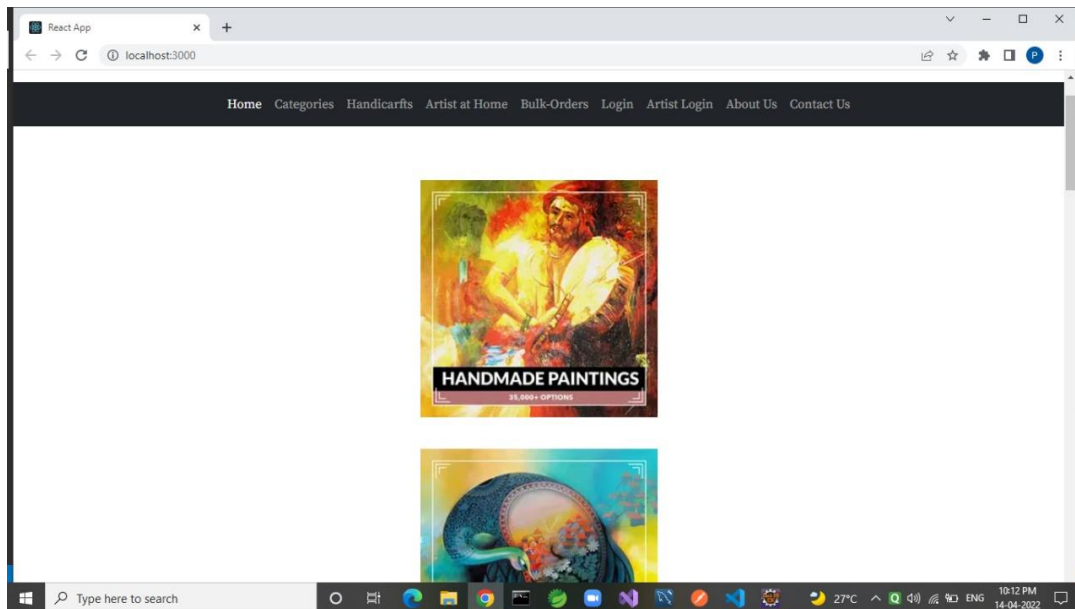 React App
localhost:3000
P
Home Categories Handicarfts Artist at Home Bulk-Orders Login Artist Login About Us Contact Us
HANDMADE PAINTINGS
35,000+ OPTIONS
Type here to search
27°C
Q
ENG
10:12 PM
14-04-2022